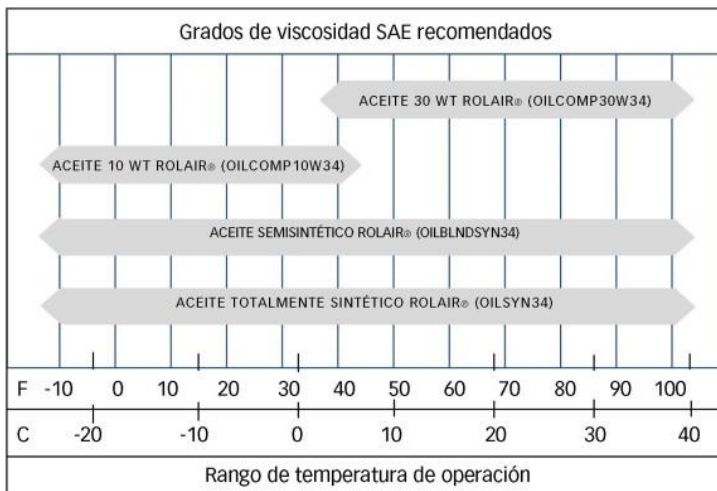 Grados de viscosidad SAE recomendados
ACEITE 30 WT ROLAIR® (OILCOMP30W34)
ACEITE 10 WT ROLAIR® (OILCOMP10W34)
ACEITE SEMISINTÉTICO ROLAIR® (OILBLNDSYN34)
ACEITE TOTALMENTE SINTÉTICO ROLAIR® (OILSYN34)
F -10 0 10 20 30 40 50 60 70 80 90 100
C -20 -10 0 10 20 30 40
Rango de temperatura de operación